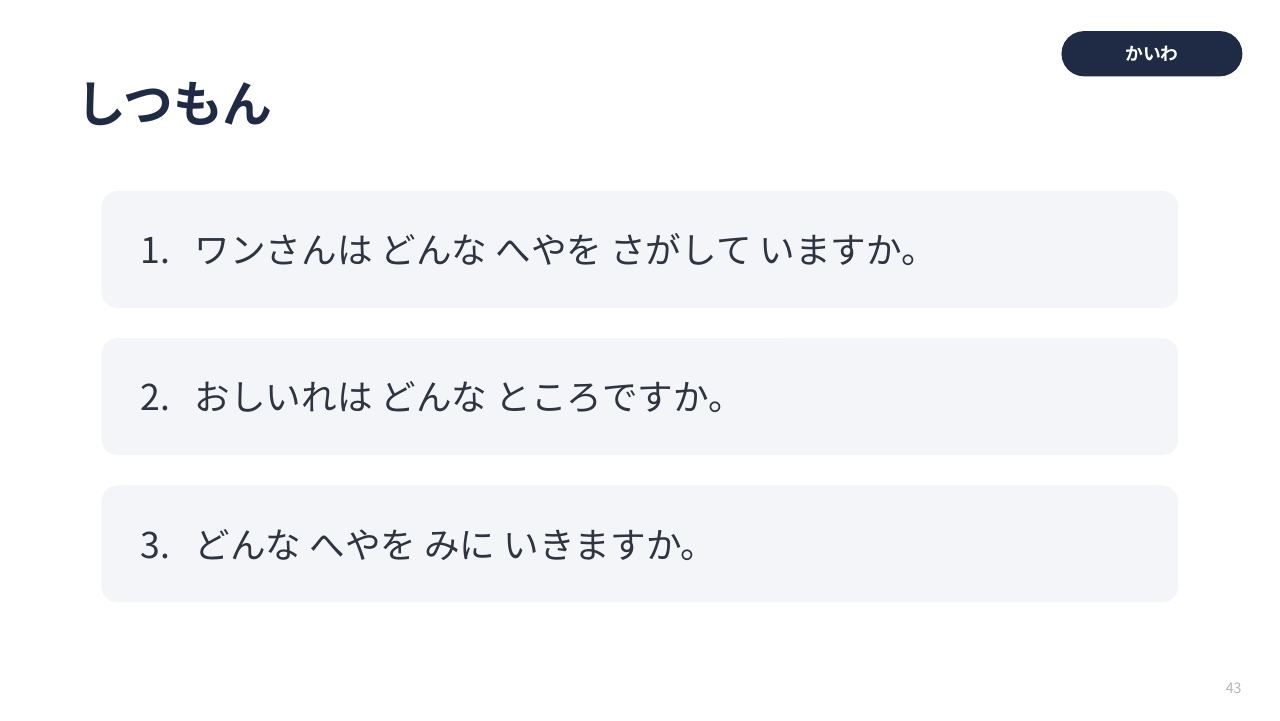 かいわ
しつもん
1. ワンさんは どんな へやを さがして いますか。
2. おしいれは どんな ところですか。
3. どんな へやを みに いきますか。
43